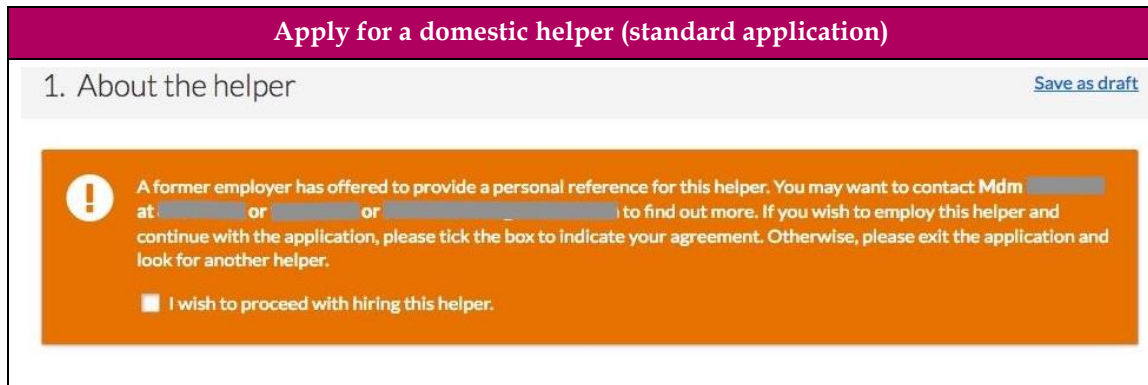 Apply for a domestic helper (standard application)
1. About the helper
Save as draft
A former employer has offered to provide a personal reference for this helper. You may want to contact Mdm
at or or to find out more. If you wish to employ this helper and
continue with the application, please tick the box to indicate your agreement. Otherwise, please exit the application and
look for another helper.
I wish to proceed with hiring this helper.